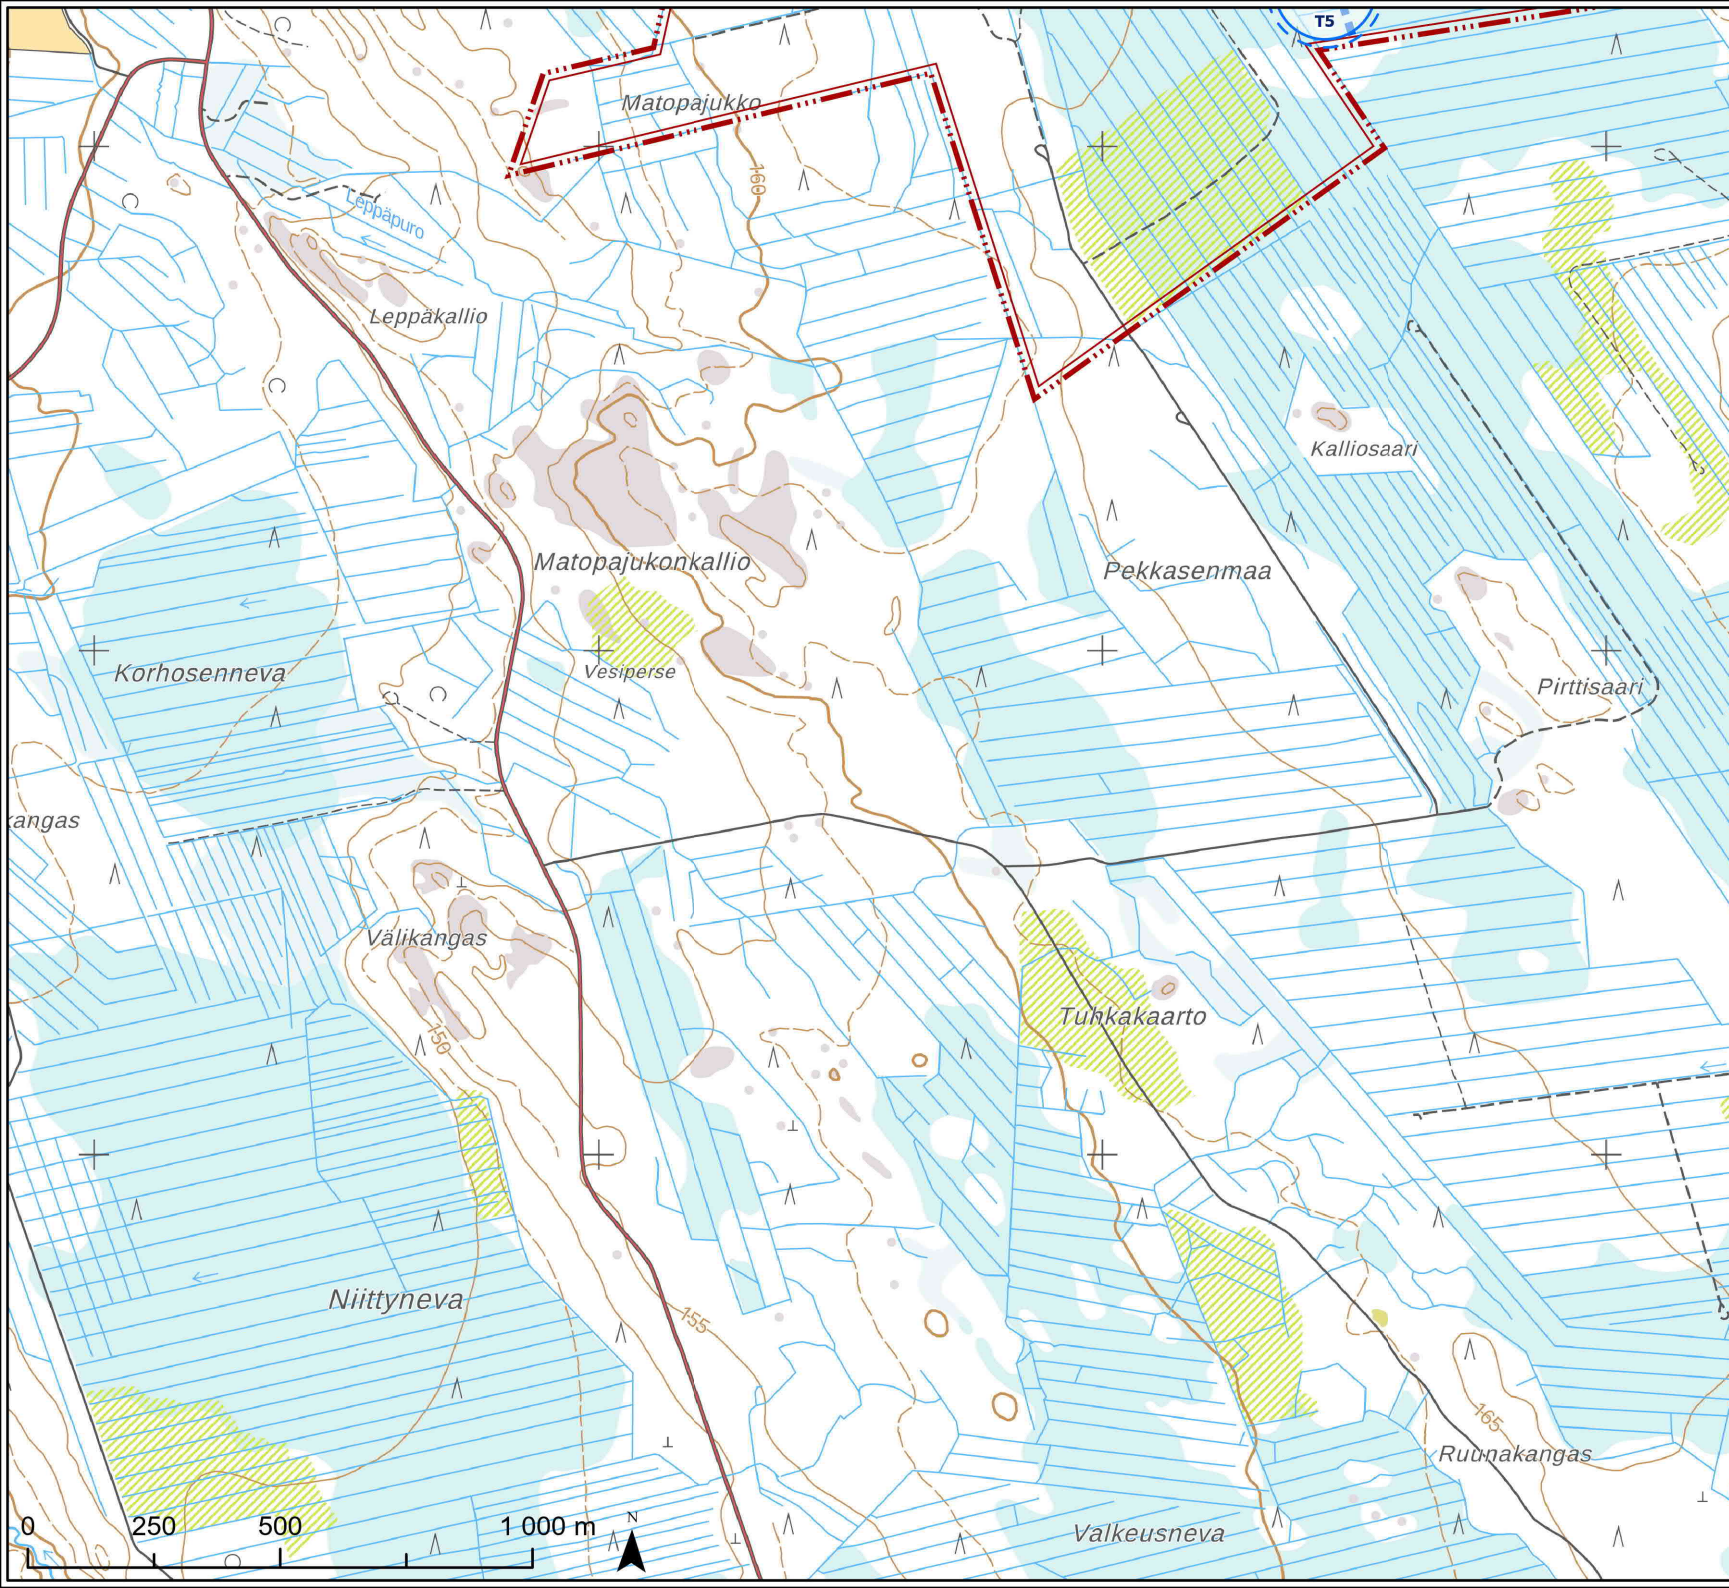 T5
Matopajukko
160
Leppäpuro
Leppäkallio
Kalliosaari
Matopajukonkallio
Pekkasenmaa
Vesiperse
Korhosenneva
Pirttisaari
kangas
Välikangas
Tuhkakaarto
150
Niittyneva
155
165
Ruunakangas
Valkeusneva
0 250 500 1 000 m
N